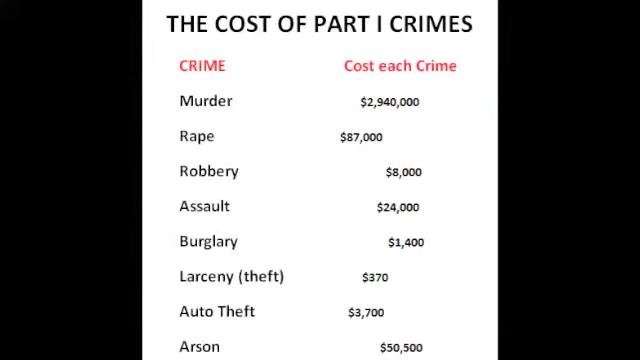 THE COST OF PART I CRIMES
CRIME Cost each Crime
Murder $2,940,000
Rape $87,000
Robbery $8,000
Assault $24,000
Burglary $1,400
Larceny (theft) $370
Auto Theft $3,700
Arson $50,500